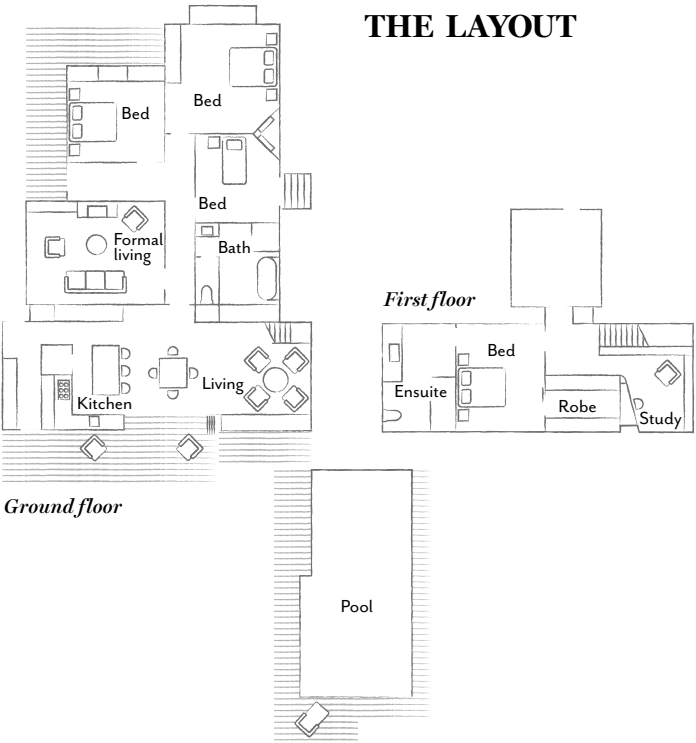 THE LAYOUT
Bed
Bed
Bed
Formal
living
Bath
Living
Kitchen
Ground floor
First floor
Bed
Ensuite
Robe
Study
Pool